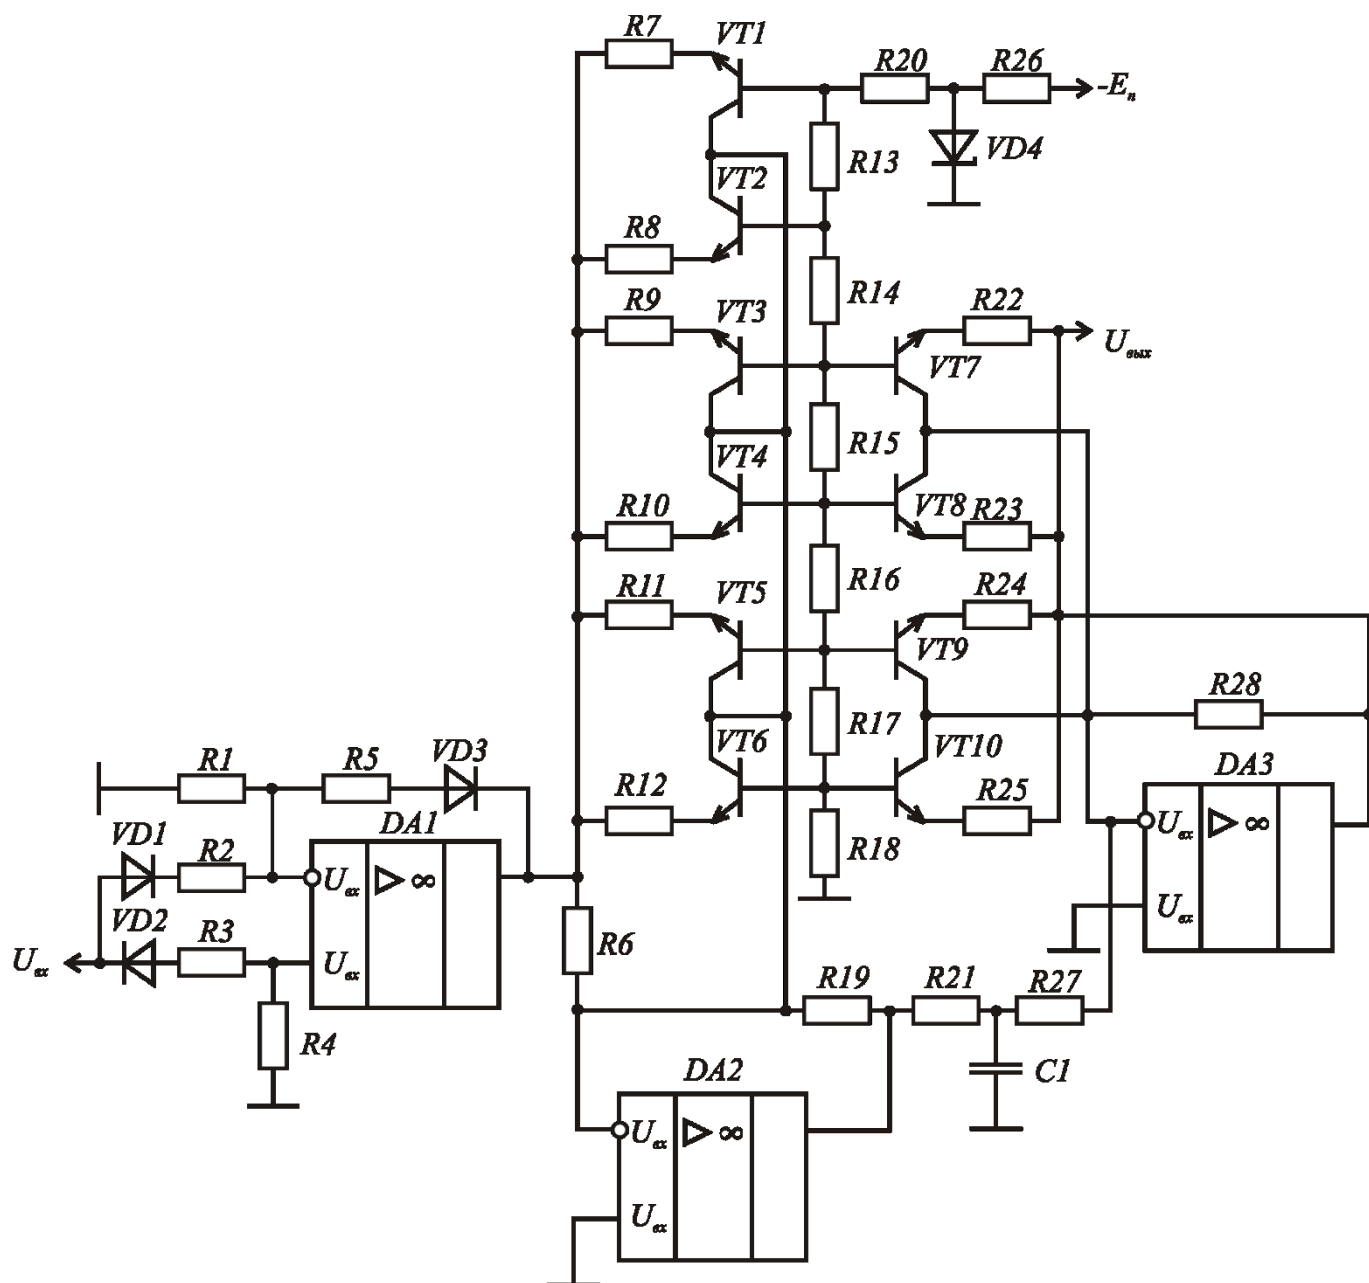 R7 VT1
R20 R26
-Eп
R13 VD4
VT2
R8
R14
R9 VT3 R22
Uвых
VT7
R15
VT4
R10 VT8 R23
R16
R11 VT5 R24
VT9
R28
R17
VT6 VT10
R1 R5 VD3
DA3
R12 R25
DA1
VD1 R2
Uвх ▷ ∞
R18
Uвх ▷ ∞
VD2 R3
Uвх
Uвх Uвх
R6
R19 R21 R27
R4
DA2 C1
Uвх ▷ ∞
Uвх